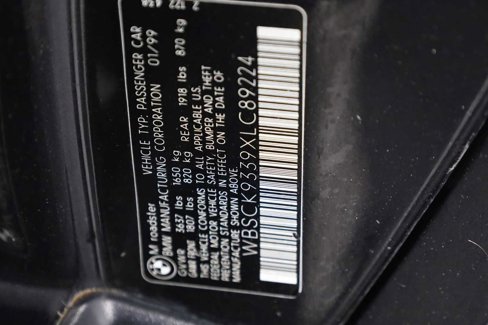 M roadster VEHICLE TYP: PASSENGER CAR
BMW MANUFACTURING CORPORATION 01/99
GVWR 3637 lbs 1650 kg
1807 lbs 820 kg REAR 1918 lbs 870 kg
THIS VEHICLE CONFORMS TO ALL APPLICABLE U.S.
FEDERAL MOTOR VEHICLE SAFETY, BUMPER AND THEFT
PREVENTION STANDARDS IN EFFECT ON THE DATE OF
MANUFACTURE SHOWN ABOVE.
WBSCK9339XLC89224